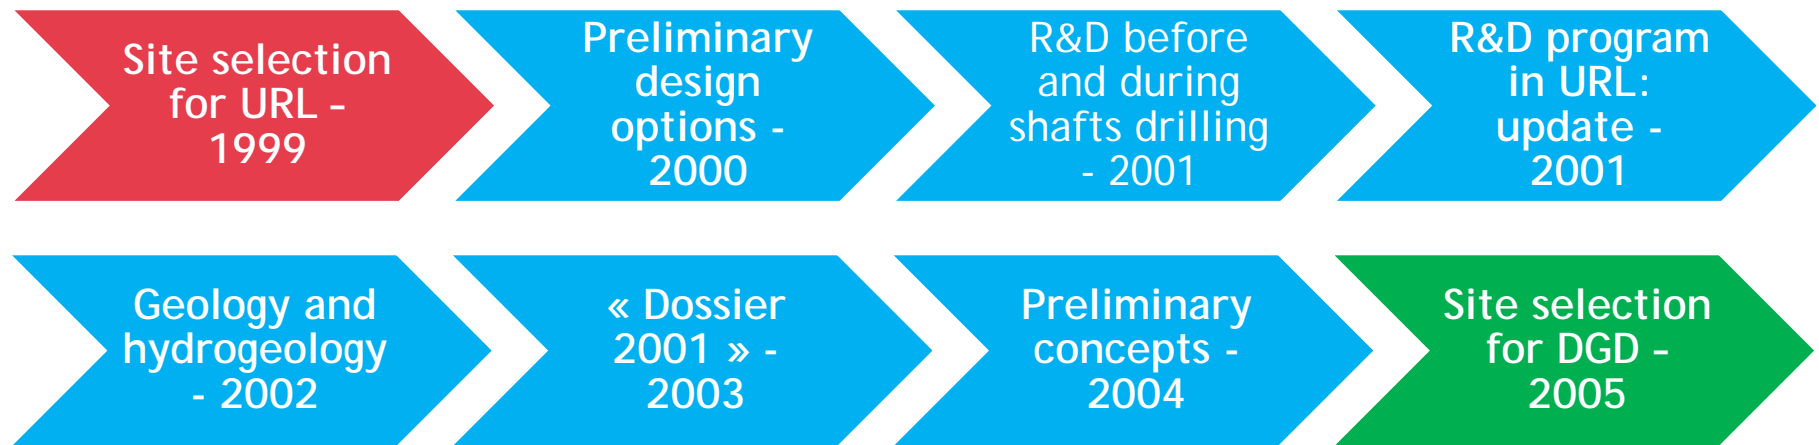 Site selection
for URL –
1999
Preliminary
design
options -
2000
R&D before
and during
shafts drilling
- 2001
R&D program
in URL:
update -
2001
Geology and
hydrogeology
- 2002
« Dossier
2001 » -
2003
Preliminary
concepts -
2004
Site selection
for DGD –
2005